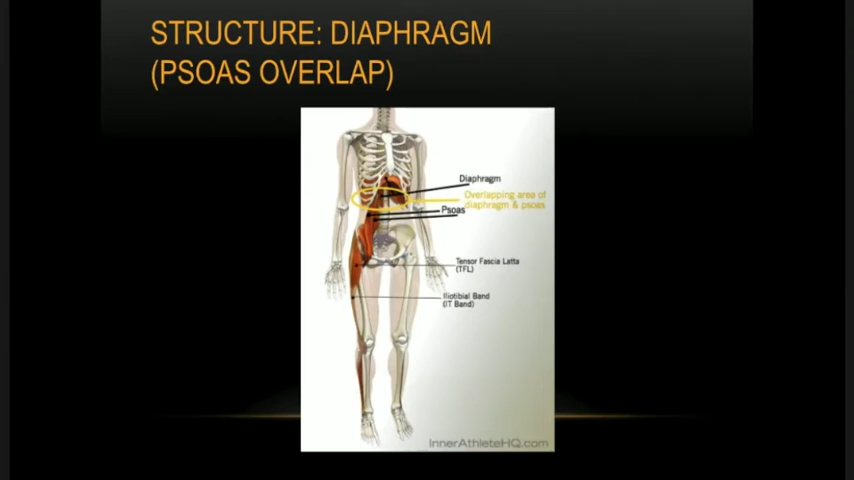 STRUCTURE: DIAPHRAGM
(PSOAS OVERLAP)
Diaphragm
Overlapping area of
diaphragm & psoas
Psoas
Tensor Fascia Latta
(TFL)
Iliotibial Band
(IT Band)
InnerAthleteHQ.com